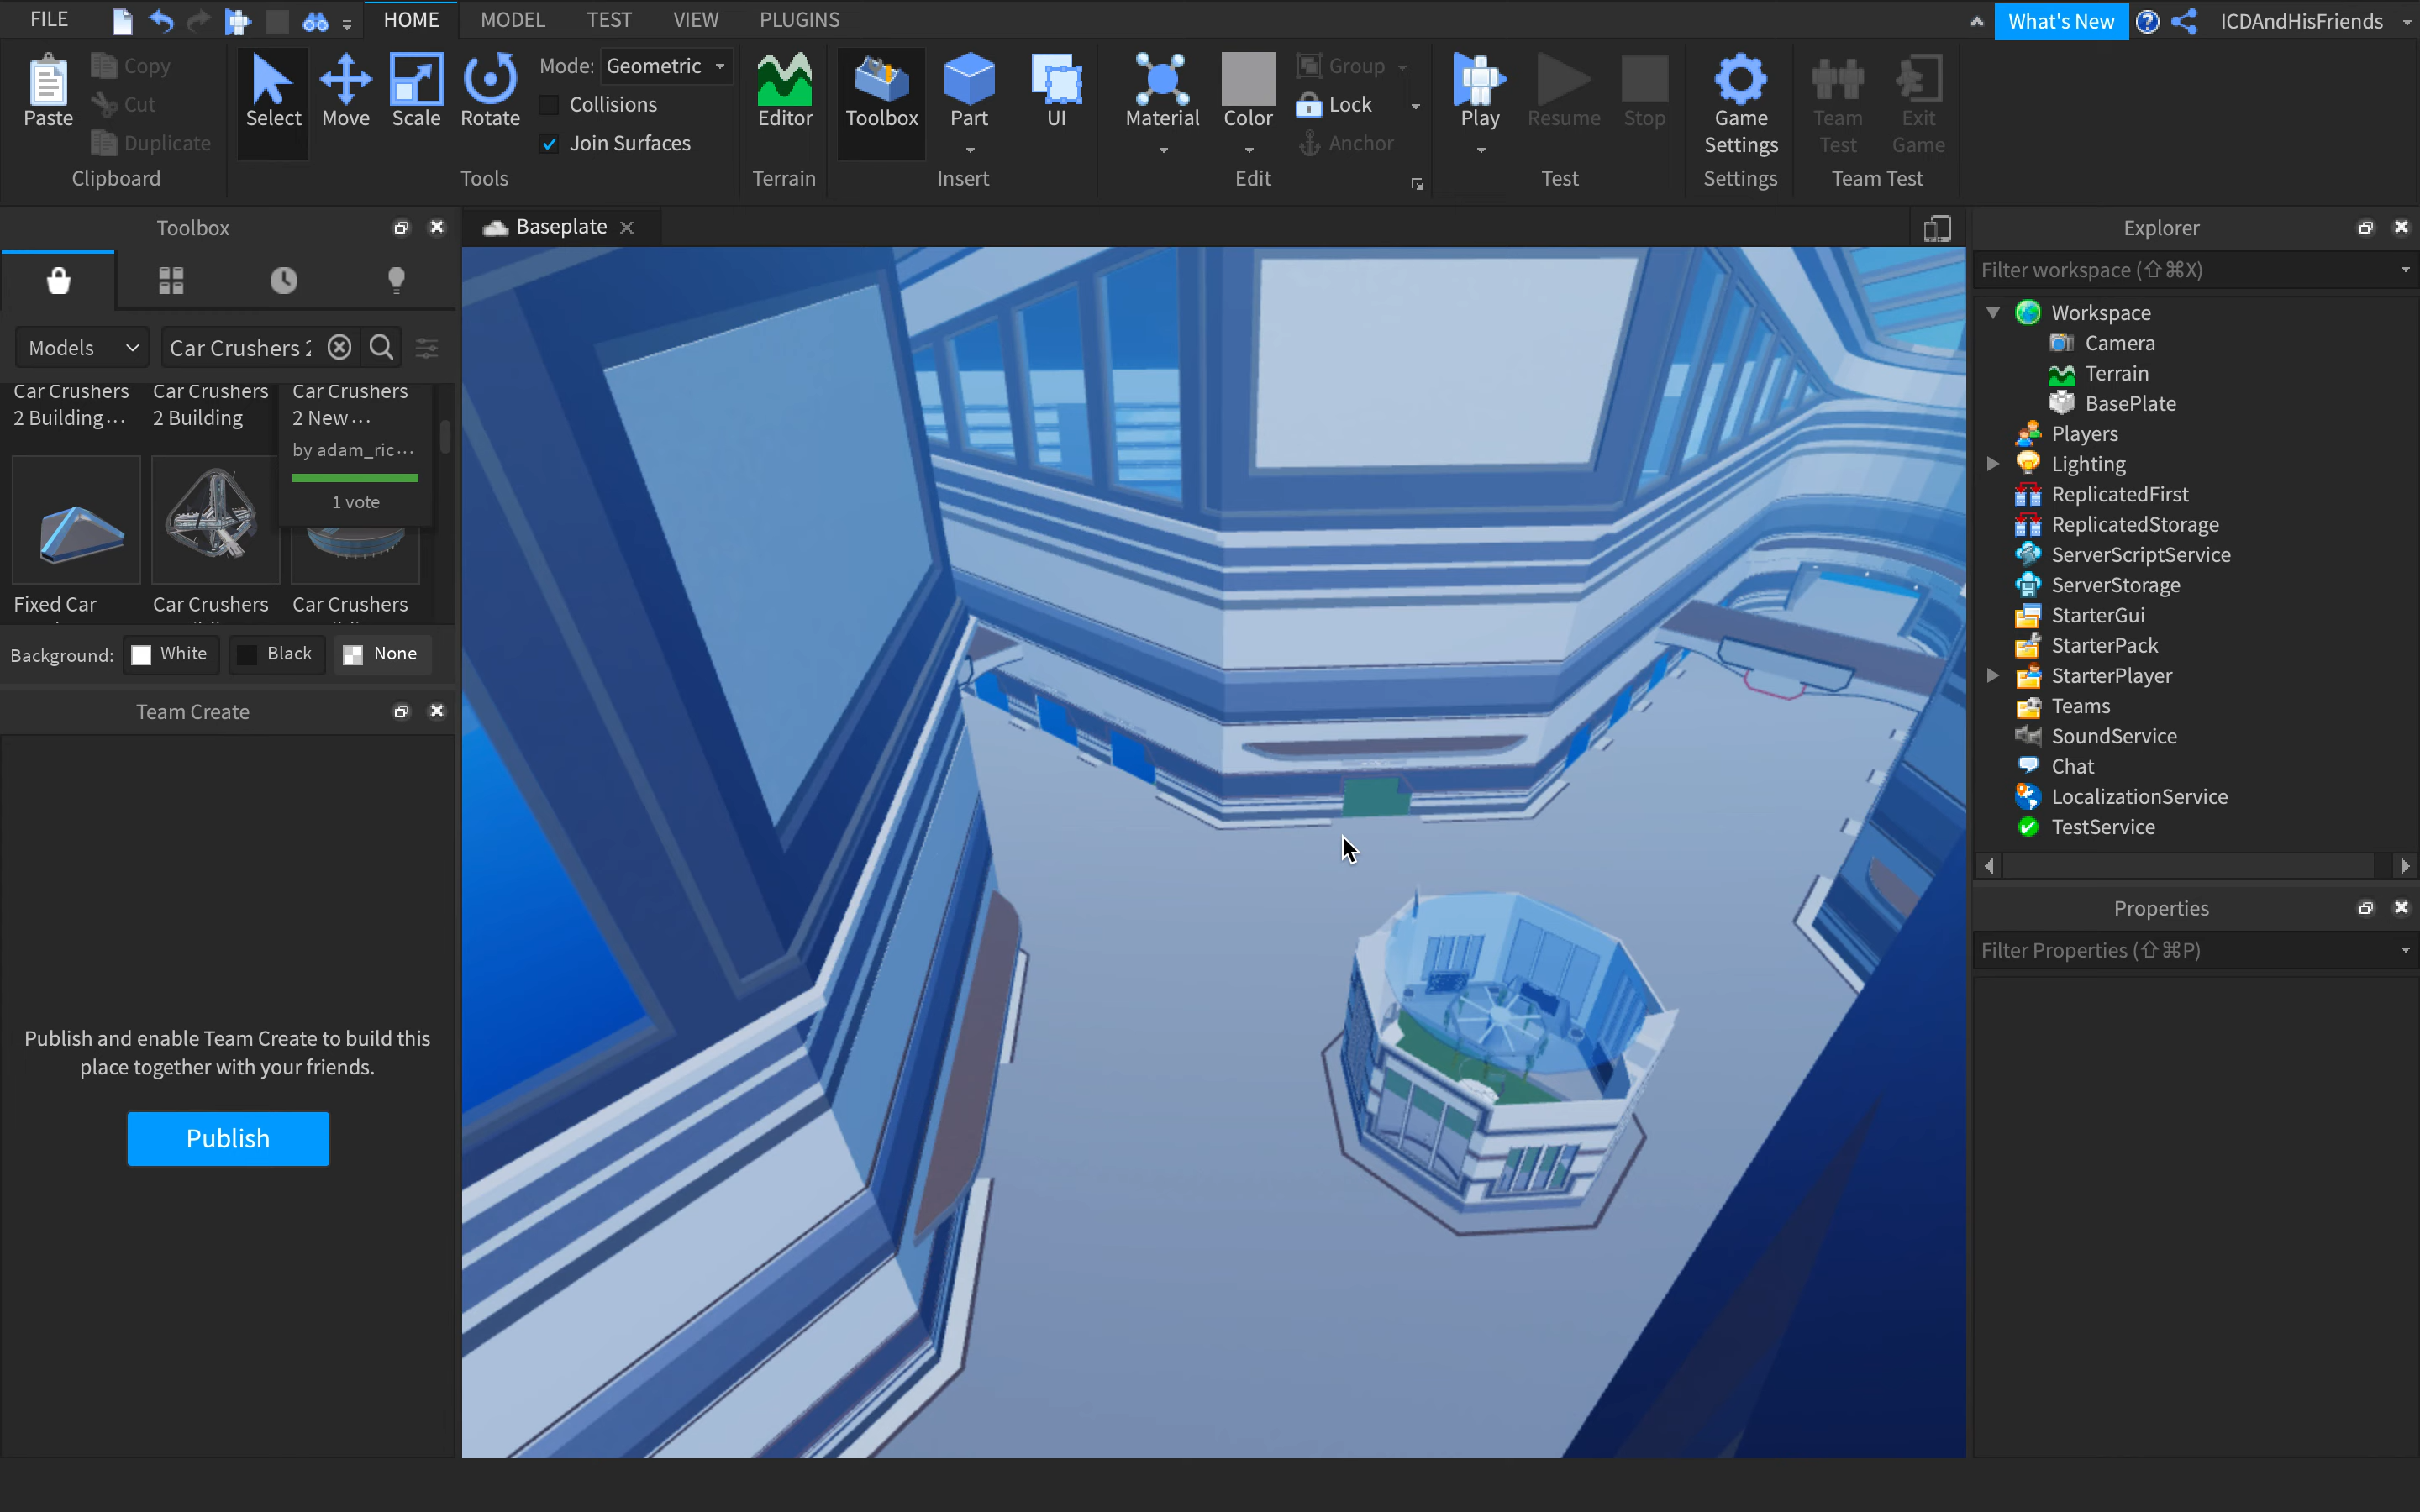 FILE HOME MODEL TEST VIEW PLUGINS What's New ICDAndHisFriends
Paste
Copy
Cut
Duplicate
Clipboard
Select Move Scale Rotate
Mode: Geometric
Collisions
Join Surfaces
Tools
Editor
Terrain
Toolbox Part UI
Insert
Material Color
Group
Lock
Anchor
Edit
Play Resume Stop
Test
Game
Settings
Settings
Team
Test
Exit
Game
Team Test
Toolbox
Models Car Crushers 2
Car Crushers
2 Building...
Car Crushers
2 Building
Car Crushers
2 New...
by adam_ric...
1 vote
Fixed Car
Car Crushers
Car Crushers
Background: White Black None
Team Create
Publish and enable Team Create to build this
place together with your friends.
Publish
Baseplate
Explorer
Filter workspace (⇧⌘X)
Workspace
Camera
Terrain
BasePlate
Players
Lighting
ReplicatedFirst
ReplicatedStorage
ServerScriptService
ServerStorage
StarterGui
StarterPack
StarterPlayer
Teams
SoundService
Chat
LocalizationService
TestService
Properties
Filter Properties (⇧⌘P)